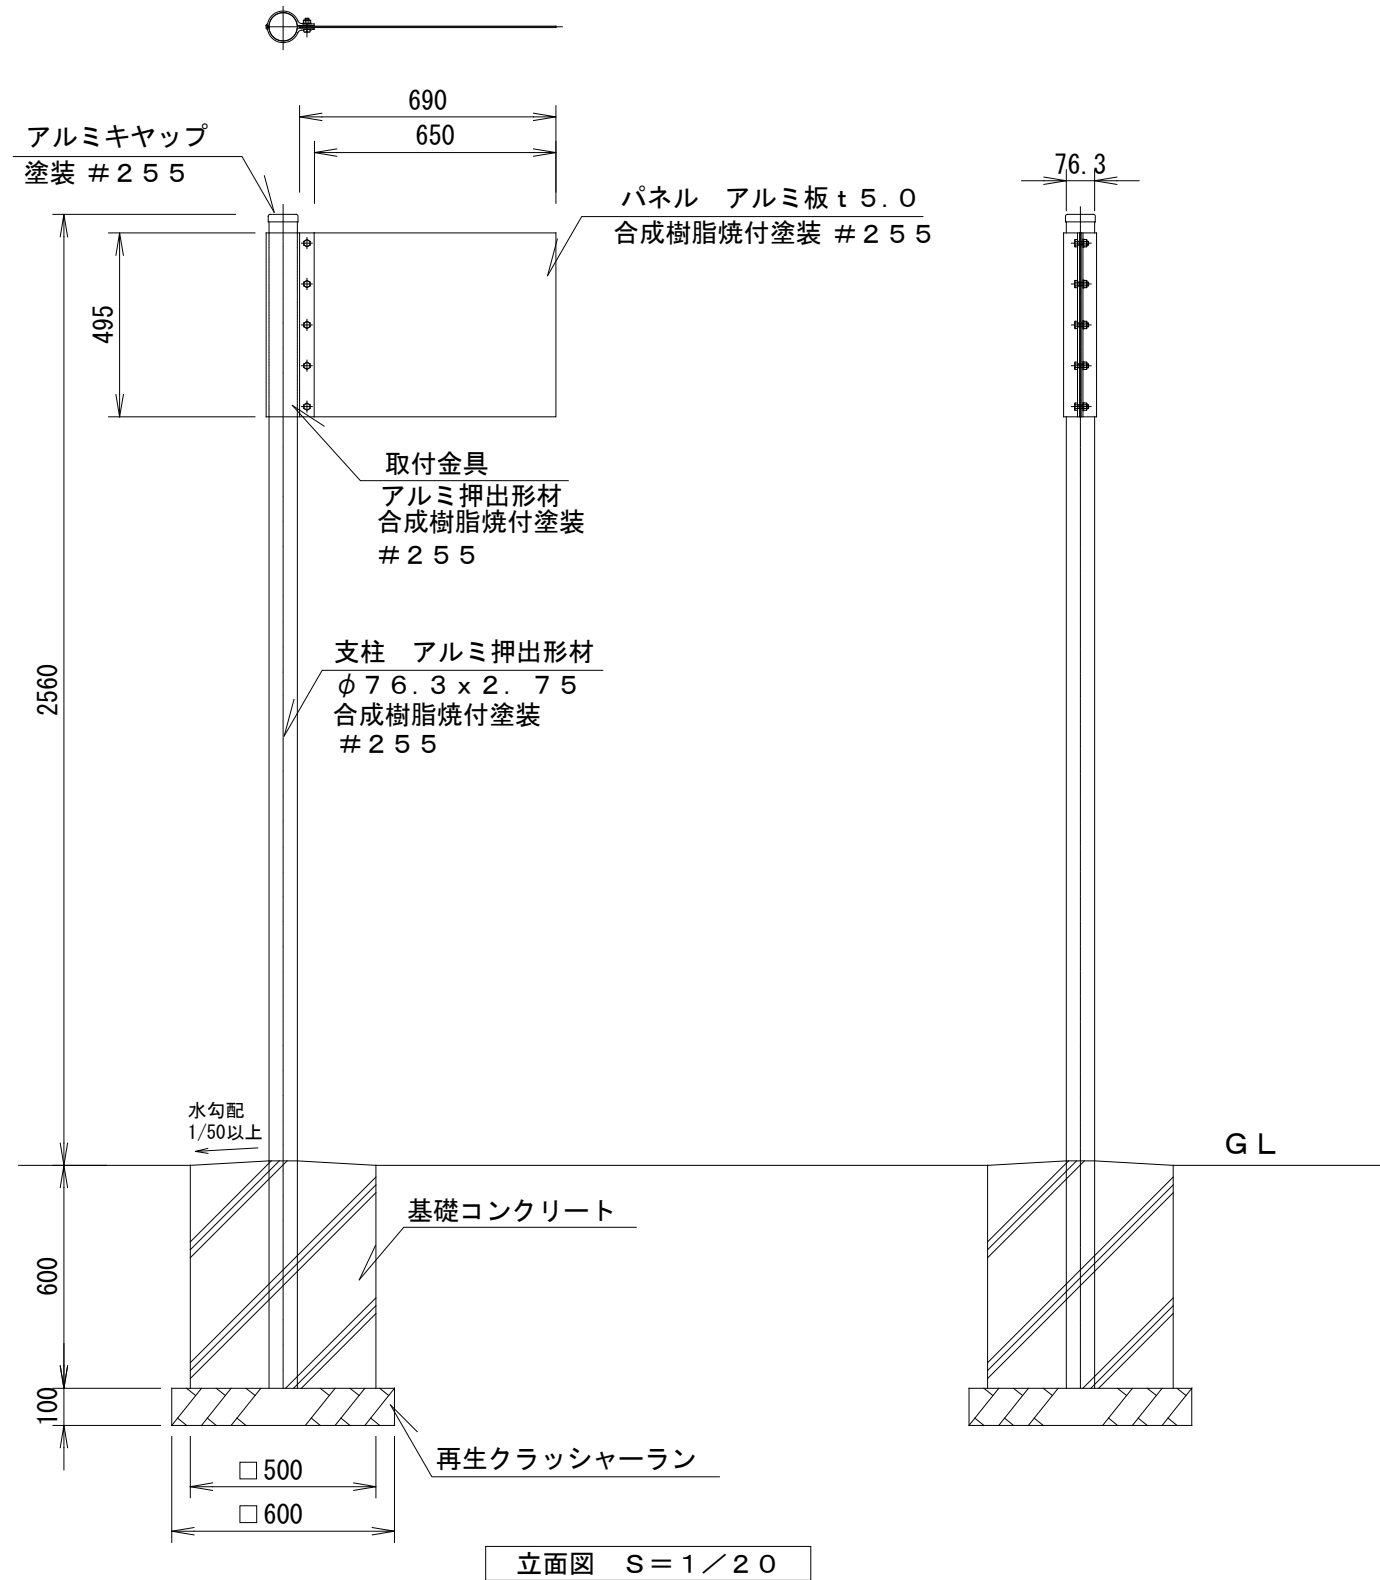 690
650
アルミキヤップ
塗装 #255
76.3
パネル　アルミ板t5.0
合成樹脂焼付塗装 #255
495
取付金具
アルミ押出形材
合成樹脂焼付塗装
#255
2560
支柱　アルミ押出形材
φ76.3x2.75
合成樹脂焼付塗装
#255
水勾配
1/50以上
GL
基礎コンクリート
600
100
再生クラッシャーラン
□500
□600
立面図　S=1/20